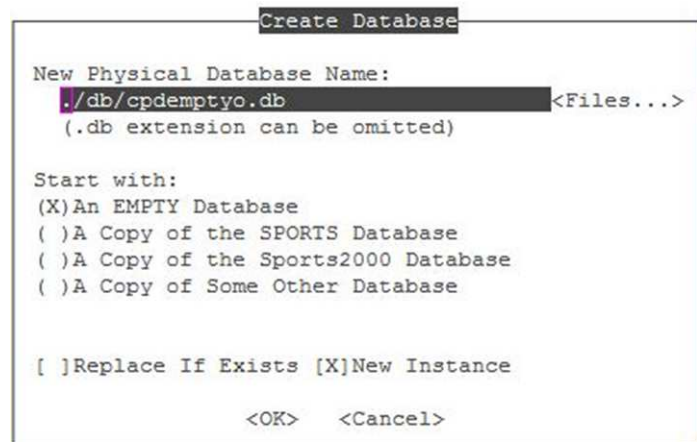 Create Database
New Physical Database Name:
./db/cpdemptyo.db <Files...>
(.db extension can be omitted)
Start with:
(X)An EMPTY Database
( )A Copy of the SPORTS Database
( )A Copy of the Sports2000 Database
( )A Copy of Some Other Database
[ ]Replace If Exists [X]New Instance
<OK> <Cancel>